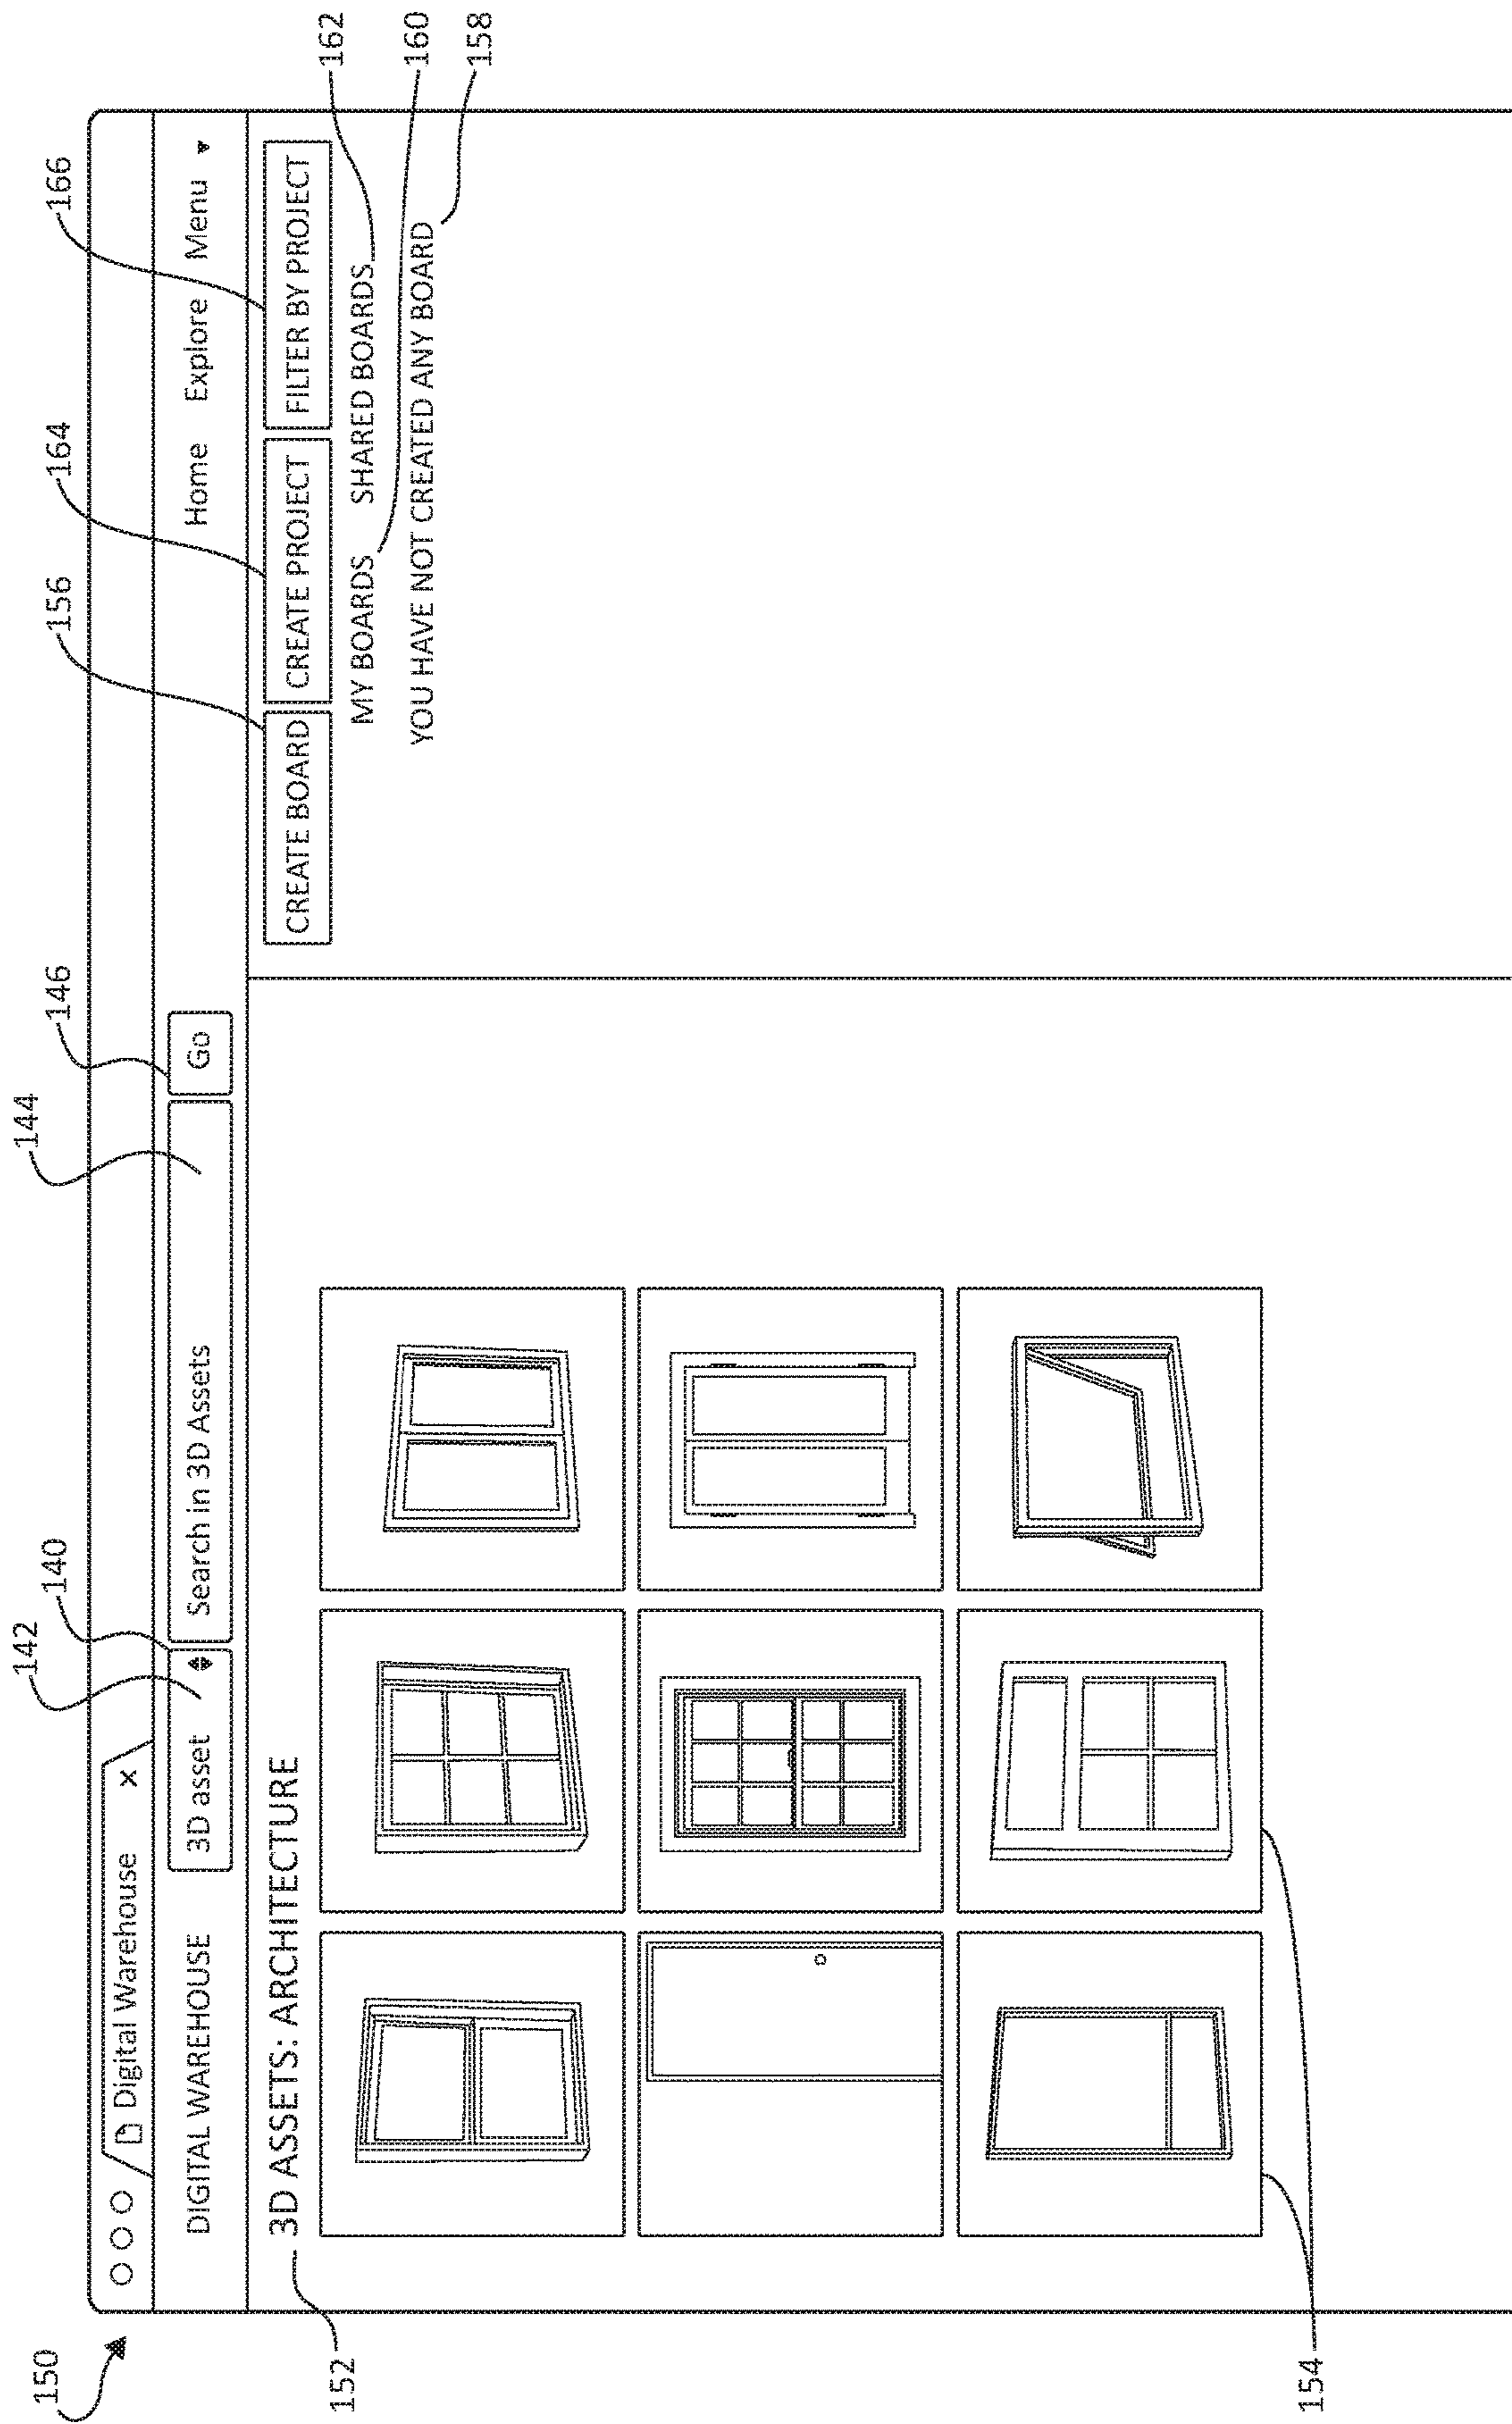 150
142
140
144
146
156
164
166
Digital Warehouse X
DIGITAL WAREHOUSE 3D asset Search in 3D Assets Go Home Explore Menu
152
3D ASSETS: ARCHITECTURE
CREATE BOARD CREATE PROJECT FILTER BY PROJECT
MY BOARDS SHARED BOARDS
YOU HAVE NOT CREATED ANY BOARD
162
160
158
154